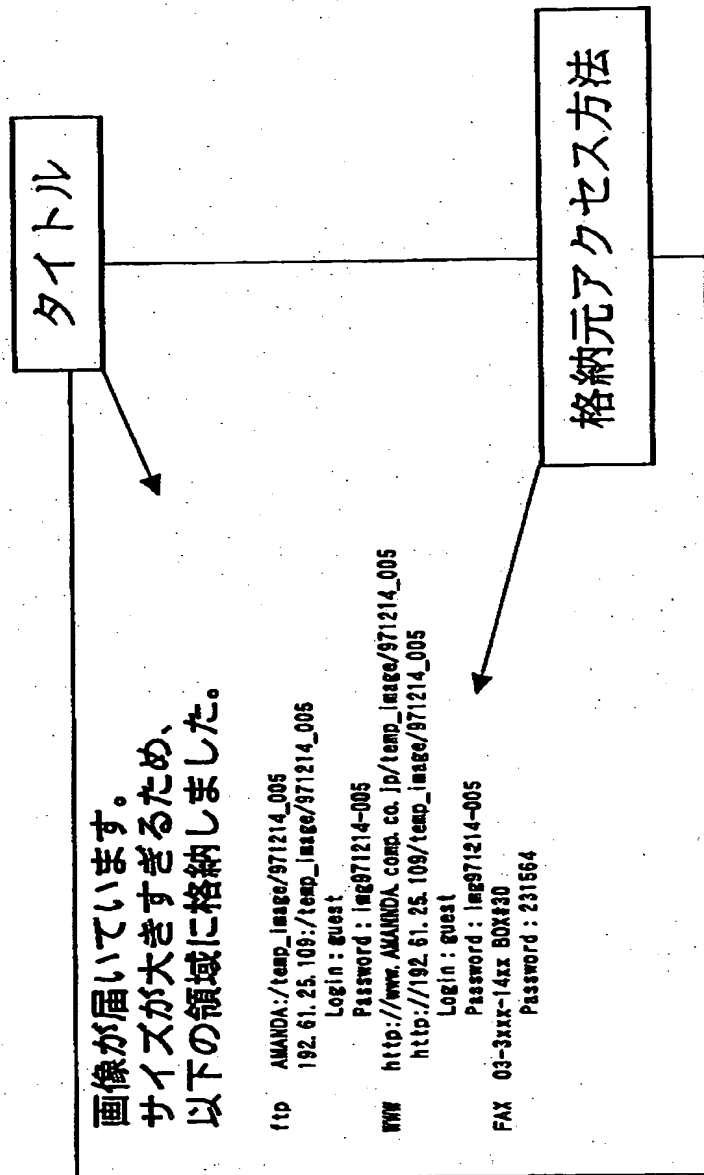 タイトル
画像が届いています。
サイズが大きすぎるため、
以下の領域に格納しました。
ftp AMANDA:/temp_image/971214_005
192.61.25.109:/temp_image/971214_005
Login : guest
Password : img971214-005
WWW http://www.AMANNDA.comp.co.jp/temp_image/971214_005
http://192.61.25.109/temp_image/971214_005
Login : guest
Password : img971214-005
FAX 03-3xxx-14xx BOX#30
Password : 231564
格納元アクセス方法